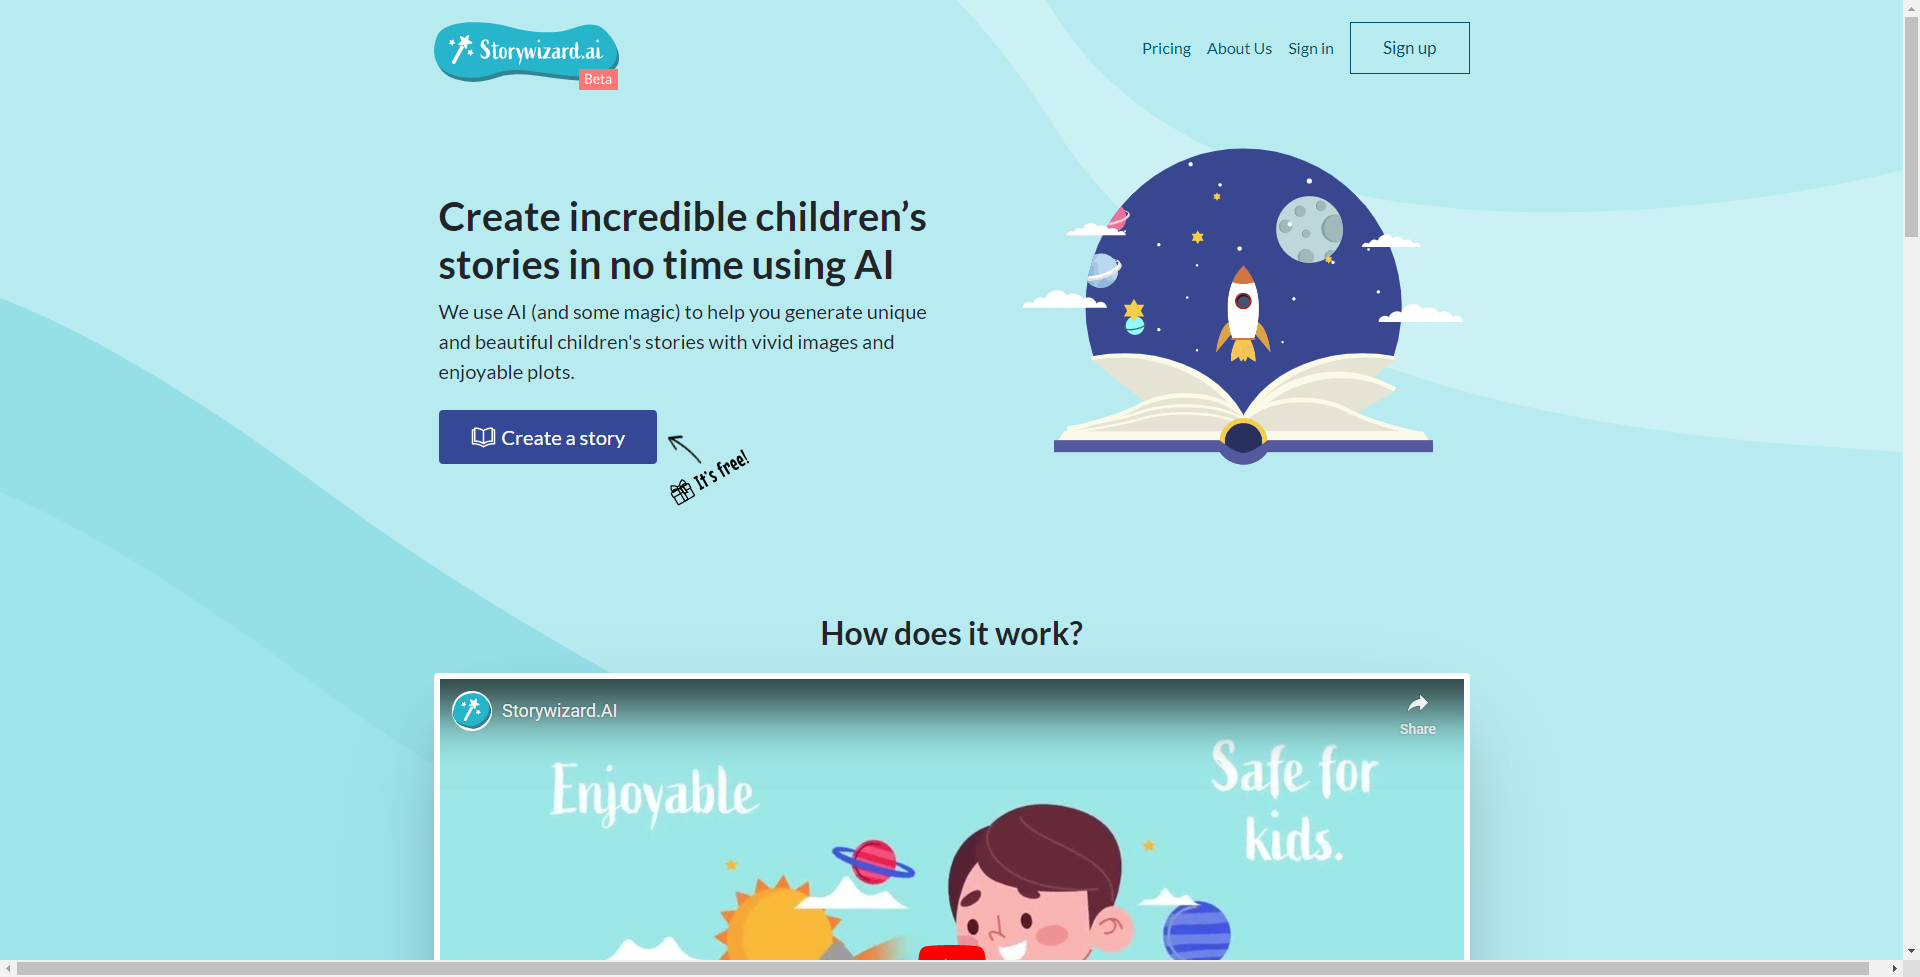 Storywizard.ai
Beta
Pricing
About Us
Sign in
Sign up
Create incredible children’s
stories in no time using AI
We use AI (and some magic) to help you generate unique
and beautiful children's stories with vivid images and
enjoyable plots.
Create a story
It's free!
How does it work?
Storywizard.AI
Share
Enjoyable
Safe for
kids.